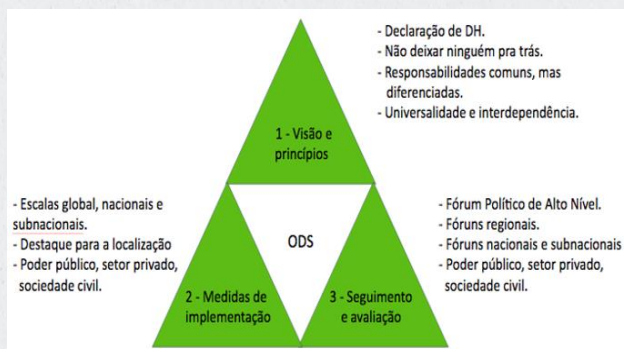 - Declaração de DH.
- Não deixar ninguém pra trás.
- Responsabilidades comuns, mas
diferenciadas.
- Universalidade e interdependência.
1 - Visão e
princípios
- Escalas global, nacionais e
subnacionais.
- Destaque para a localização
- Poder público, setor privado,
sociedade civil.
ODS
- Fórum Político de Alto Nível.
- Fóruns regionais.
- Fóruns nacionais e subnacionais
- Poder público, setor privado,
sociedade civil.
2 - Medidas de
implementação
3 - Seguimento
e avaliação